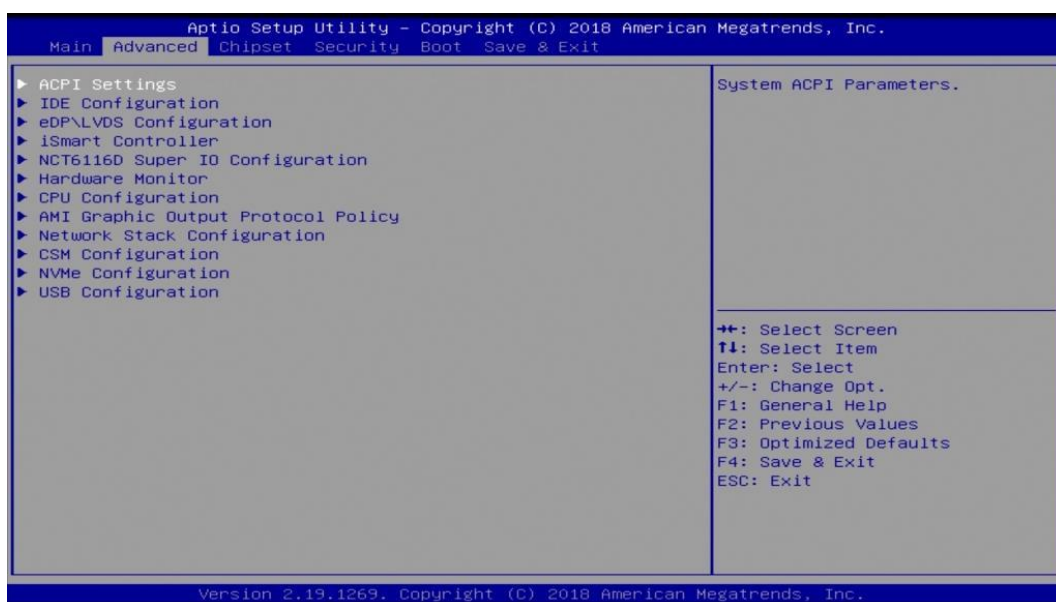 Aptio Setup Utility – Copyright (C) 2018 American Megatrends, Inc.
Main Advanced Chipset Security Boot Save & Exit
► ACPI Settings
► IDE Configuration
► eDP\LVDS Configuration
► iSmart Controller
► NCT6116D Super IO Configuration
► Hardware Monitor
► CPU Configuration
► AMI Graphic Output Protocol Policy
► Network Stack Configuration
► CSM Configuration
► NVMe Configuration
► USB Configuration
System ACPI Parameters.
→←: Select Screen
↑↓: Select Item
Enter: Select
+/-: Change Opt.
F1: General Help
F2: Previous Values
F3: Optimized Defaults
F4: Save & Exit
ESC: Exit
Version 2.19.1269. Copyright (C) 2018 American Megatrends, Inc.